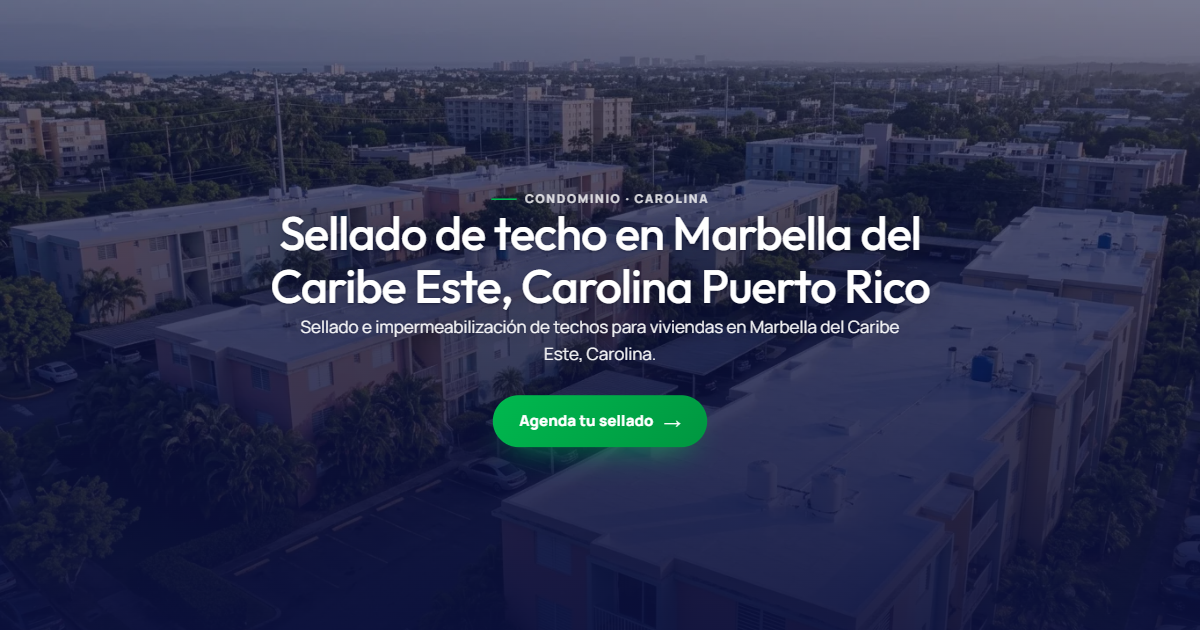 CONDOMINIO · CAROLINA
Sellado de techo en Marbella del
Caribe Este, Carolina Puerto Rico
Sellado e impermeabilización de techos para viviendas en Marbella del Caribe
Este, Carolina.
Agenda tu sellado →